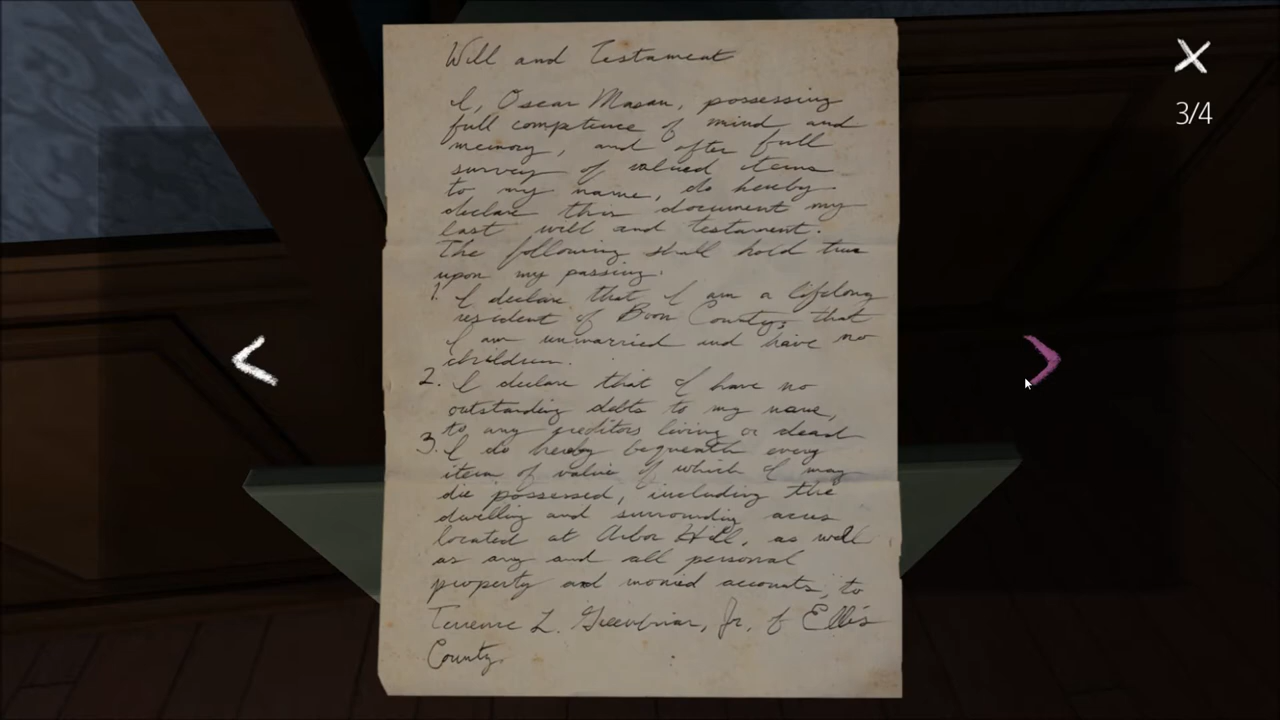 Will and Testament
I, Oscar Mason, possessing
full competence of mind and
memory, and after full
survey of valued items
to my name, do hereby
declare this document my
last will and testament.
The following shall hold true
upon my passing:
1. I declare that I am a lifelong
resident of Boon County, that
I am unmarried and have no
children.
2. I declare that I have no
outstanding debts to my name,
to any creditors living or dead
3. I do hereby bequeath every
item of value of which I may
die possessed, including the
dwelling and surrounding acres
located at Arbor Hill, as well
as any and all personal
property and monied accounts, to
Terrence L. Greenbriar, Jr. of Ellis
County.
3/4